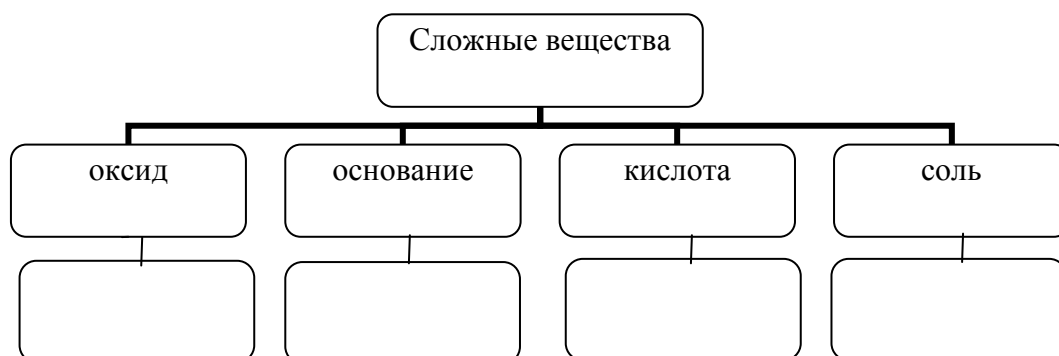 Сложные вещества
оксид
основание
кислота
соль